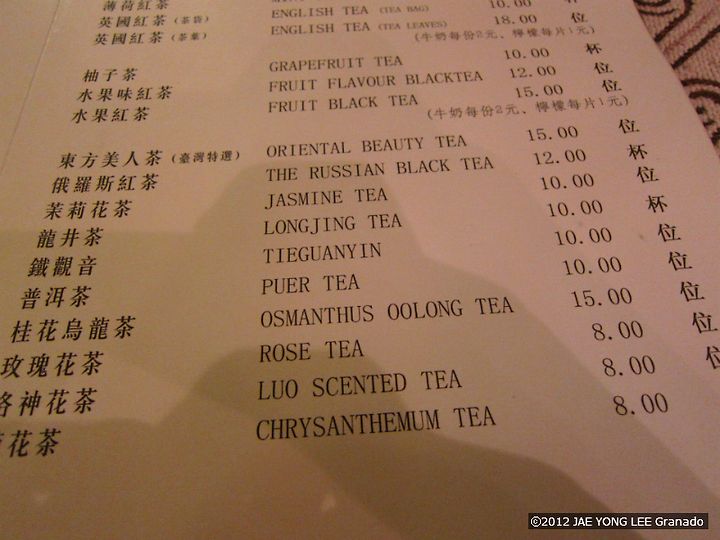 薄荷紅茶
英國紅茶(茶袋) ENGLISH TEA (TEA BAG) 10.00 位
英國紅茶(茶葉) ENGLISH TEA (TEA LEAVES) 18.00 位
(牛奶每份2元、檸檬每片1元)
柚子茶 GRAPEFRUIT TEA 10.00 杯
水果味紅茶 FRUIT FLAVOUR BLACKTEA 12.00 位
水果紅茶 FRUIT BLACK TEA 15.00 位
(牛奶每份2元、檸檬每片1元)
東方美人茶(臺灣特選) ORIENTAL BEAUTY TEA 15.00 位
俄羅斯紅茶 THE RUSSIAN BLACK TEA 12.00 杯
茉莉花茶 JASMINE TEA 10.00 位
龍井茶 LONGJING TEA 10.00 杯
鐵觀音 TIEGUANYIN 10.00 位
普洱茶 PUER TEA 10.00 位
桂花烏龍茶 OSMANTHUS OOLONG TEA 15.00 位
玫瑰花茶 ROSE TEA 8.00 位
洛神花茶 LUO SCENTED TEA 8.00 位
花茶 CHRYSANTHEMUM TEA 8.00
©2012 JAE YONG LEE Granado